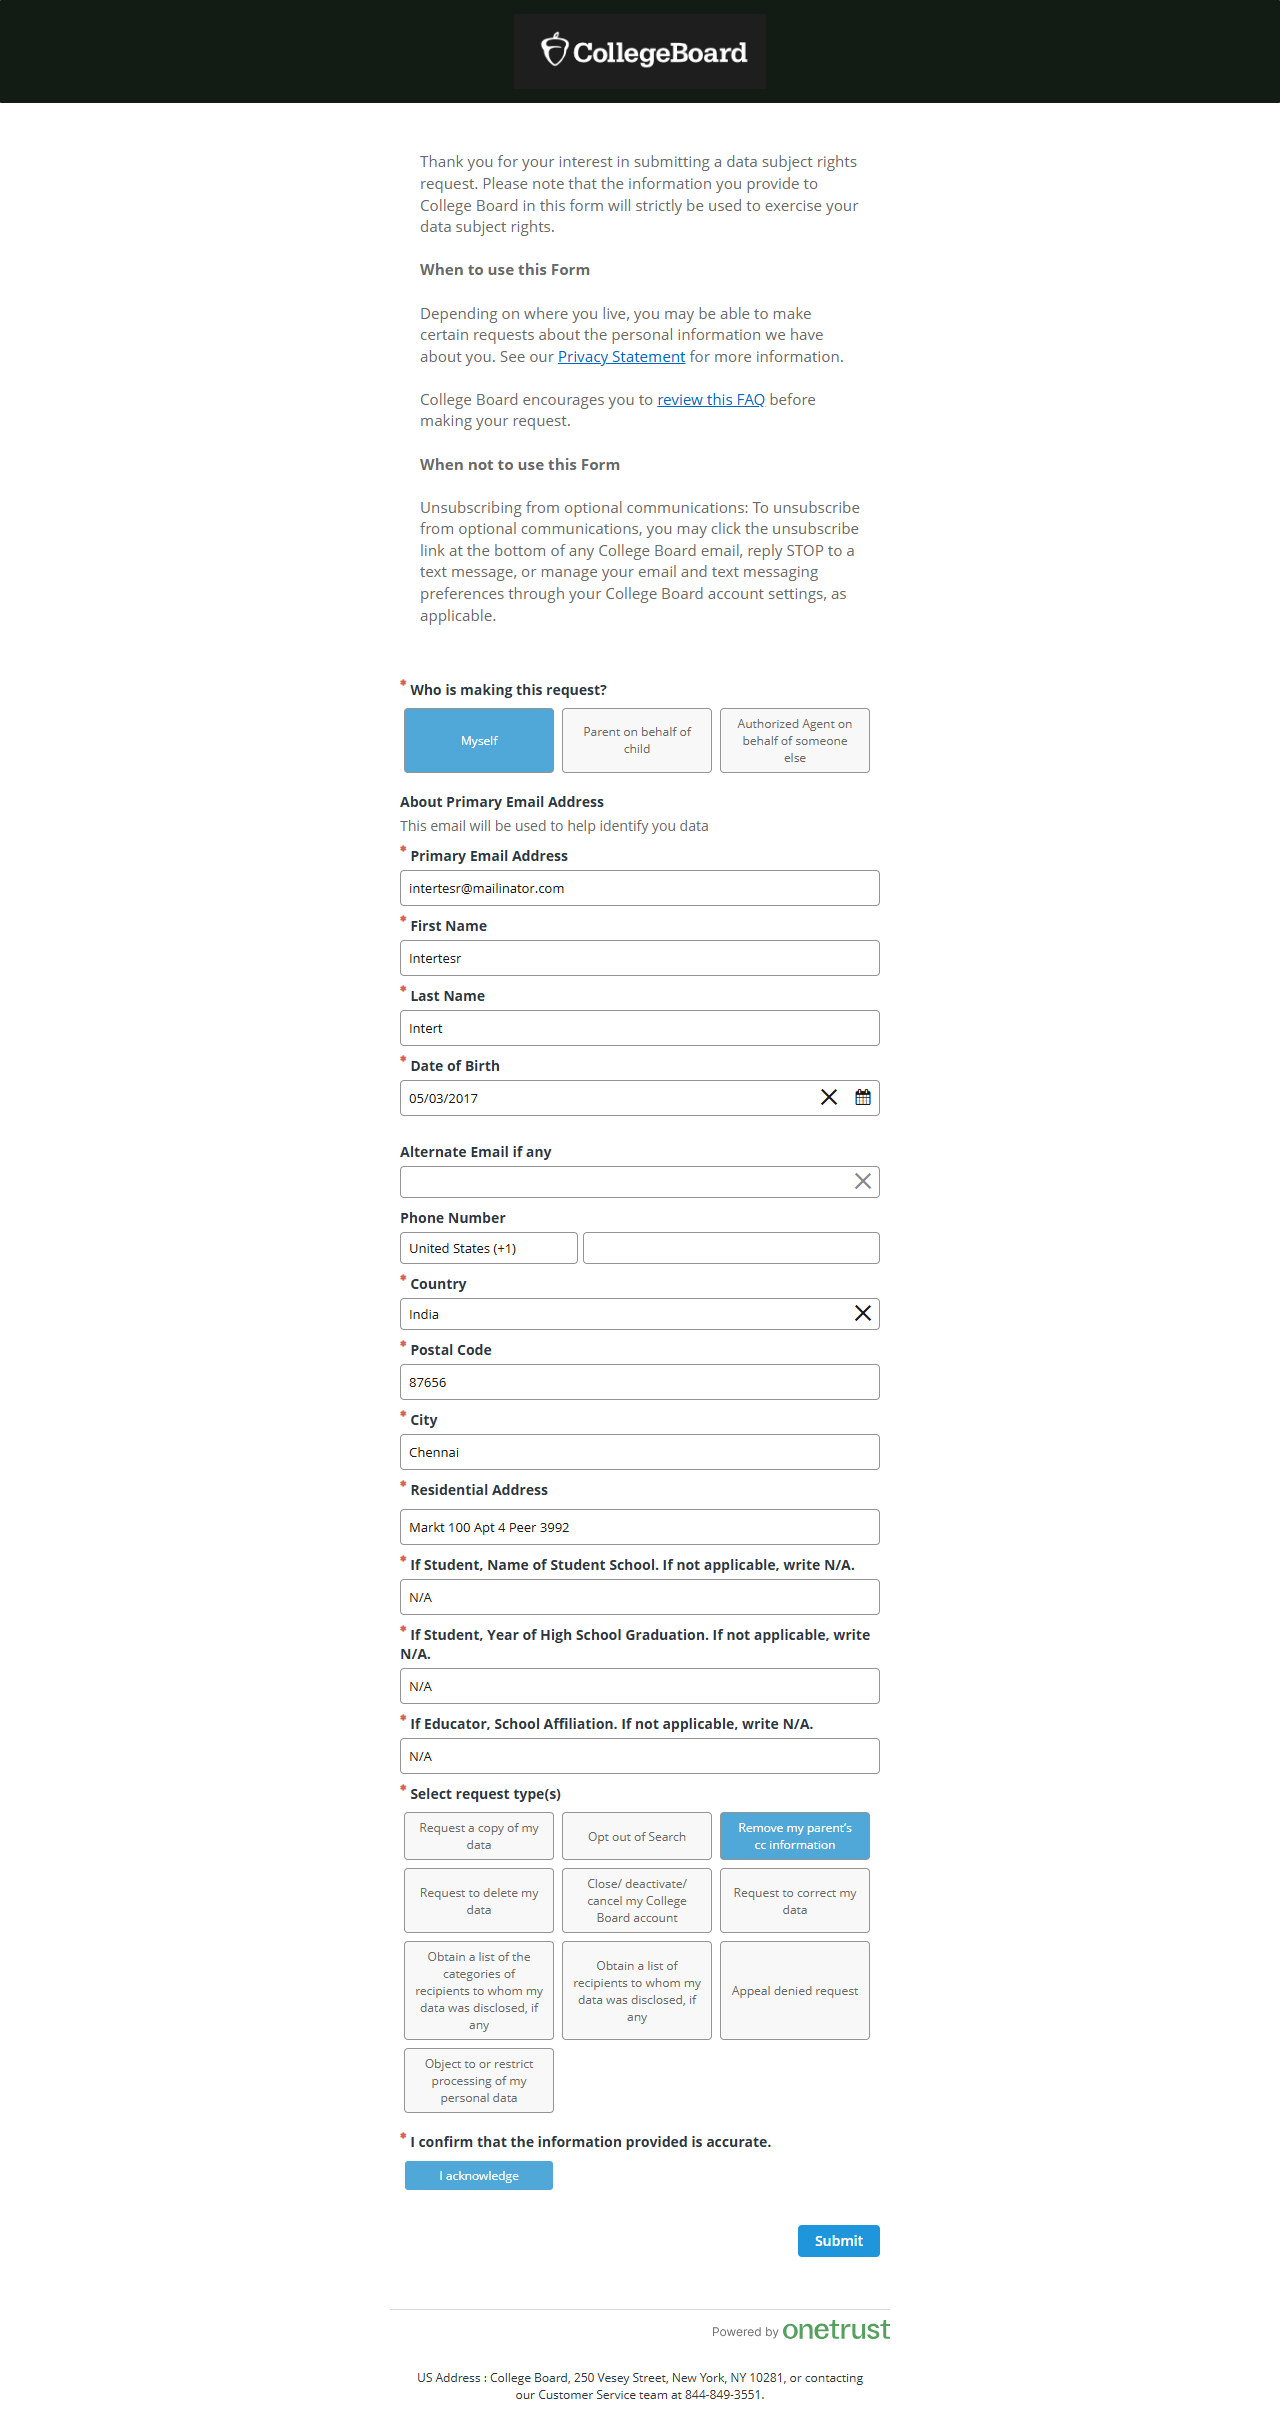 CollegeBoard
Thank you for your interest in submitting a data subject rights
request. Please note that the information you provide to
College Board in this form will strictly be used to exercise your
data subject rights.
When to use this Form
Depending on where you live, you may be able to make
certain requests about the personal information we have
about you. See our Privacy Statement for more information.
College Board encourages you to review this FAQ before
making your request.
When not to use this Form
Unsubscribing from optional communications: To unsubscribe
from optional communications, you may click the unsubscribe
link at the bottom of any College Board email, reply STOP to a
text message, or manage your email and text messaging
preferences through your College Board account settings, as
applicable.
* Who is making this request?
Myself
Parent on behalf of
child
Authorized Agent on
behalf of someone
else
About Primary Email Address
This email will be used to help identify you data
* Primary Email Address
intertesr@mailinator.com
* First Name
Intertesr
* Last Name
Intert
* Date of Birth
05/03/2017
Alternate Email if any
Phone Number
United States (+1)
* Country
India
* Postal Code
87656
* City
Chennai
* Residential Address
Markt 100 Apt 4 Peer 3992
* If Student, Name of Student School. If not applicable, write N/A.
N/A
* If Student, Year of High School Graduation. If not applicable, write
N/A.
N/A
* If Educator, School Affiliation. If not applicable, write N/A.
N/A
* Select request type(s)
Request a copy of my
data
Opt out of Search
Remove my parent's
cc information
Request to delete my
data
Close/ deactivate/
cancel my College
Board account
Request to correct my
data
Obtain a list of the
categories of
recipients to whom my
data was disclosed, if
any
Obtain a list of
recipients to whom my
data was disclosed, if
any
Appeal denied request
Object to or restrict
processing of my
personal data
* I confirm that the information provided is accurate.
I acknowledge
Submit
Powered by onetrust
US Address : College Board, 250 Vesey Street, New York, NY 10281, or contacting
our Customer Service team at 844-849-3551.